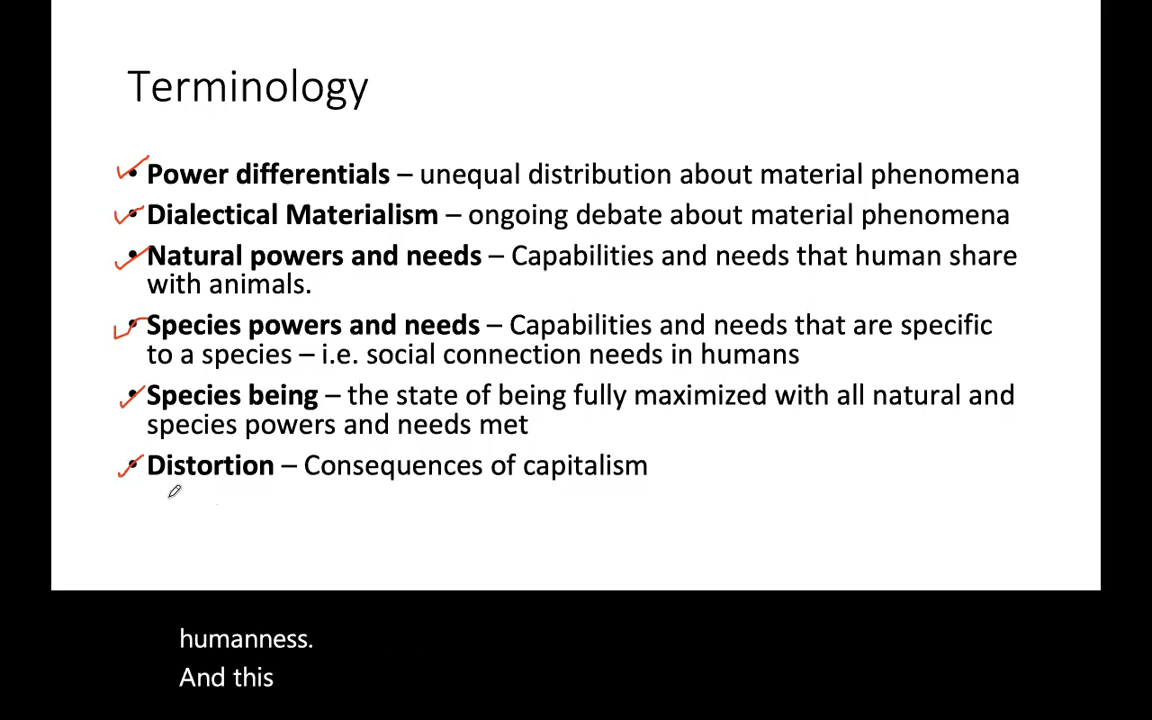 Terminology
• Power differentials – unequal distribution about material phenomena
• Dialectical Materialism – ongoing debate about material phenomena
• Natural powers and needs – Capabilities and needs that human share
with animals.
• Species powers and needs – Capabilities and needs that are specific
to a species – i.e. social connection needs in humans
• Species being – the state of being fully maximized with all natural and
species powers and needs met
• Distortion – Consequences of capitalism
humanness.
And this